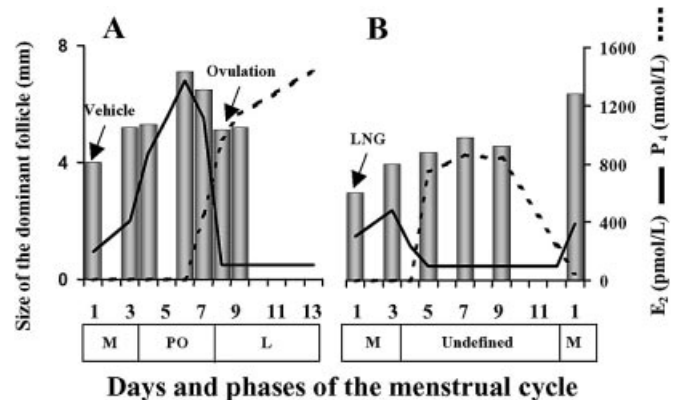 A
B
8
4
0
Size of the dominant follicle (mm)
Vehicle
Ovulation
LNG
1600
1200
800
400
0
E₂ (pmol/L) P₄ (nmol/L)
1 3 5 7 9 11 13
1 3 5 7 9 11 1
M PO L
M Undefined M
Days and phases of the menstrual cycle